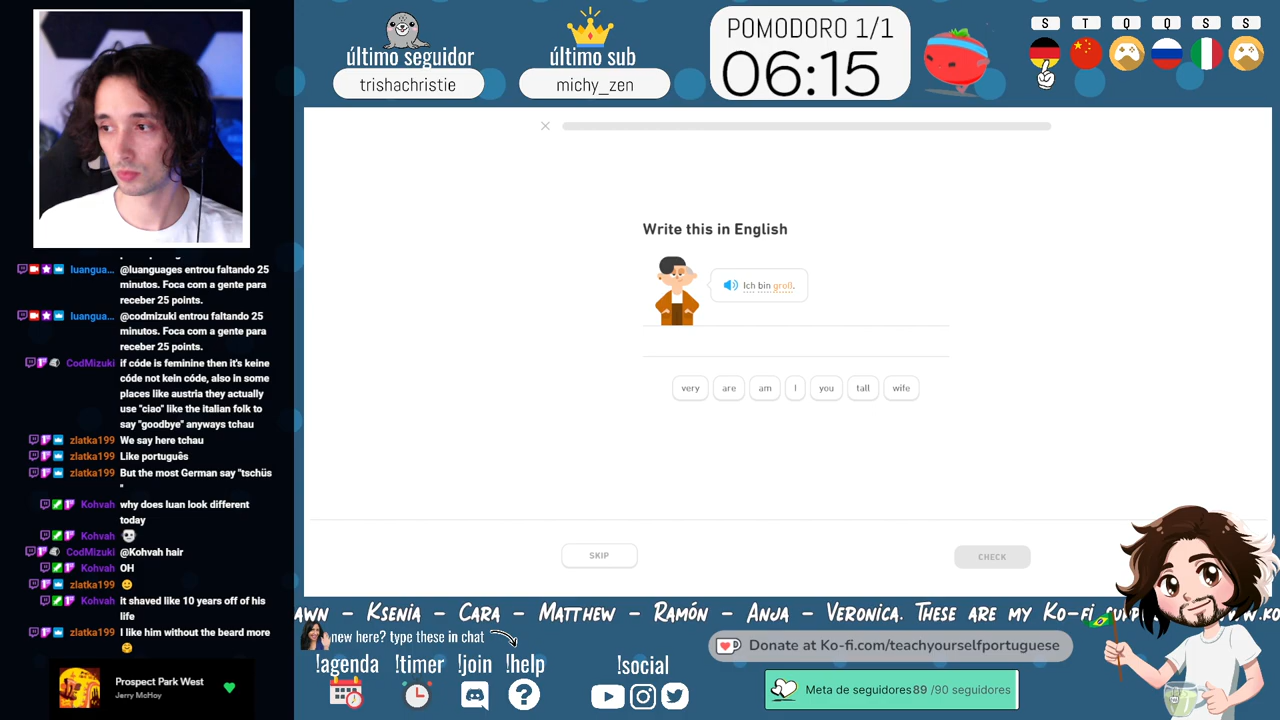 último seguidor
trishachristie
último sub
michy_zen
POMODORO 1/1
06:15
S T Q Q S S
Write this in English
Ich bin groß.
very are am I you tall wife
SKIP
CHECK
luangua... @luanguages entrou faltando 25
minutos. Foca com a gente para
receber 25 points.
luangua... @codmizuki entrou faltando 25
minutos. Foca com a gente para
receber 25 points.
CodMizuki if códe is feminine then it's keine
códe not keln códe, also in some
places like austria they actually
use "ciao" like the italian folk to
say "goodbye" anyways tchau
zlatka199 We say here tchau
zlatka199 Like português
zlatka199 But the most German say "tschüs
"
Kohvah why does luan look different
today
Kohvah
CodMizuki @Kohvah hair
Kohvah OH
zlatka199
Kohvah it shaved like 10 years off of his
life
zlatka199 I like him without the beard more
Prospect Park West
Jerry McHoy
AWN – KSENIA – CARA – MATTHEW – RAMÓN – ANJA – VERONICA. THESE ARE MY KO-FI
new here? type these in chat
!agenda !timer !join !help
!social
Donate at Ko-fi.com/teachyourselfportuguese
Meta de seguidores 89 /90 seguidores